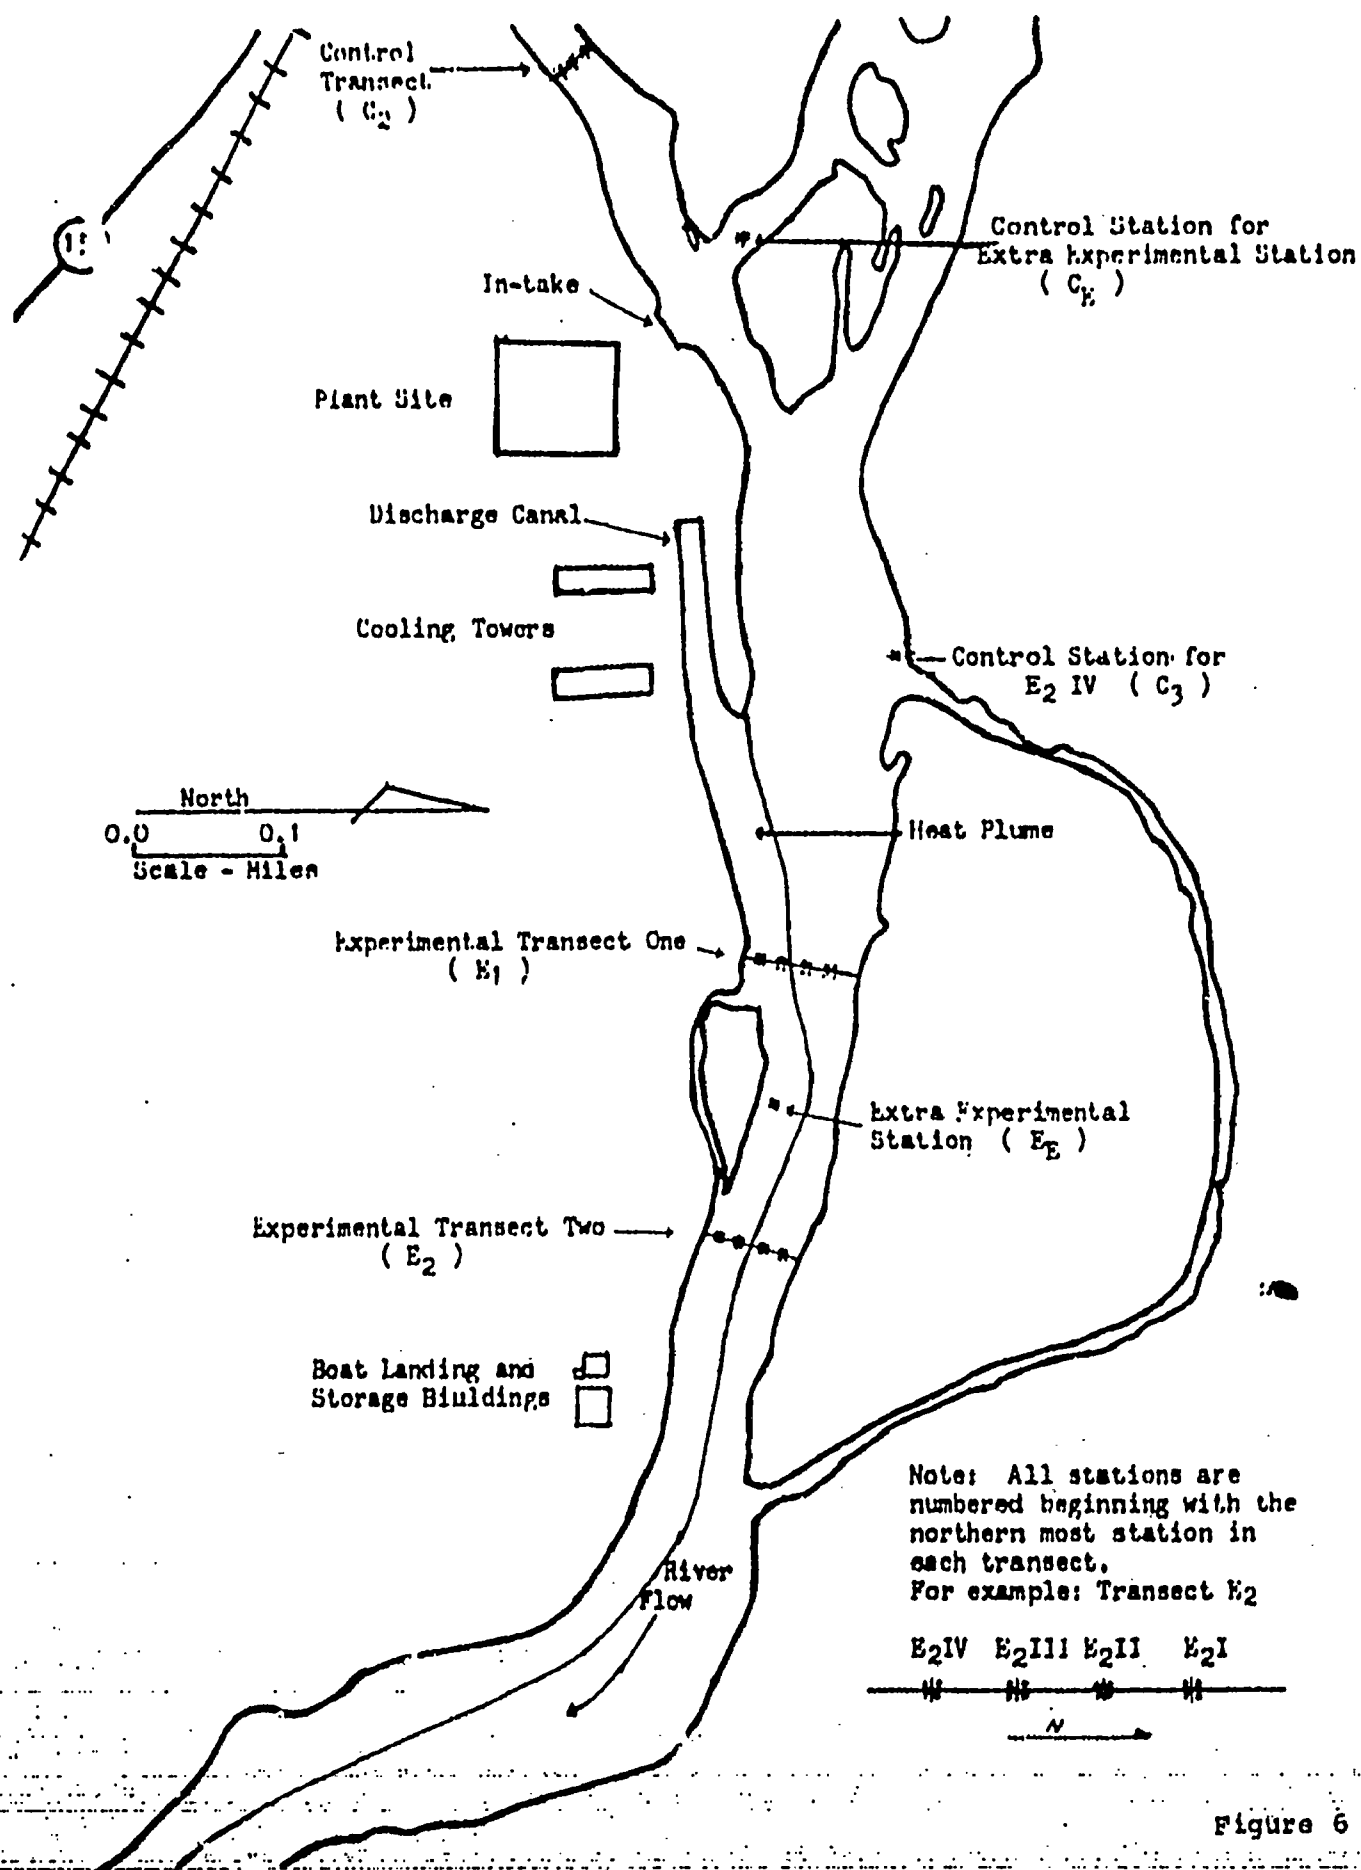 Control
Transect
( C2 )
Control Station for
Extra Experimental Station
( CE )
In-take
Plant Site
Discharge Canal
Cooling Towers
Control Station for
E2 IV ( C3 )
North
0.0 0.1
Scale - Miles
Heat Plume
Experimental Transect One
( E1 )
Extra Experimental
Station ( EE )
Experimental Transect Two
( E2 )
Boat Landing and
Storage Biuldings
Note: All stations are
numbered beginning with the
northern most station in
each transect.
For example: Transect E2
E2IV E2III E2II E2I
N
River
Flow
Figure 6